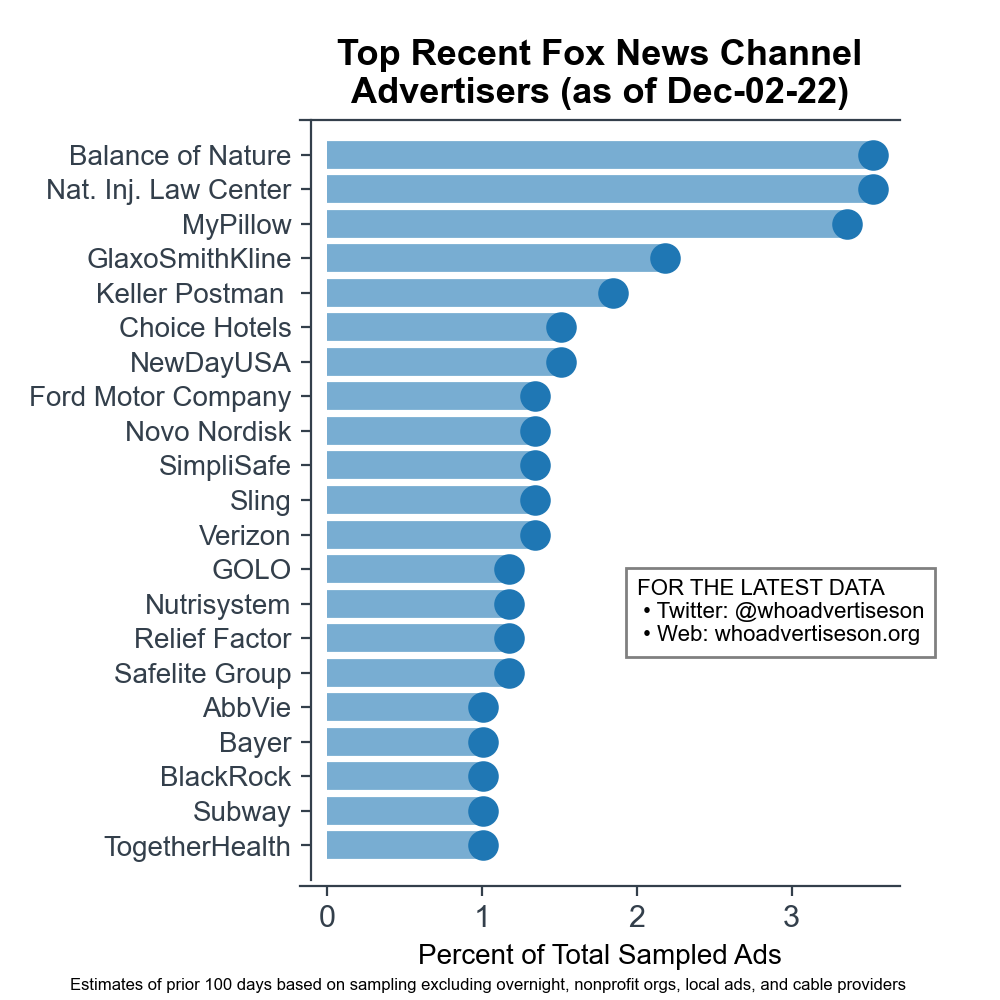 Top Recent Fox News Channel
Advertisers (as of Dec-02-22)
Balance of Nature
Nat. Inj. Law Center
MyPillow
GlaxoSmithKline
Keller Postman
Choice Hotels
NewDayUSA
Ford Motor Company
Novo Nordisk
SimpliSafe
Sling
Verizon
GOLO
Nutrisystem
Relief Factor
Safelite Group
AbbVie
Bayer
BlackRock
Subway
TogetherHealth
FOR THE LATEST DATA
• Twitter: @whoadvertiseson
• Web: whoadvertiseson.org
0 1 2 3
Percent of Total Sampled Ads
Estimates of prior 100 days based on sampling excluding overnight, nonprofit orgs, local ads, and cable providers